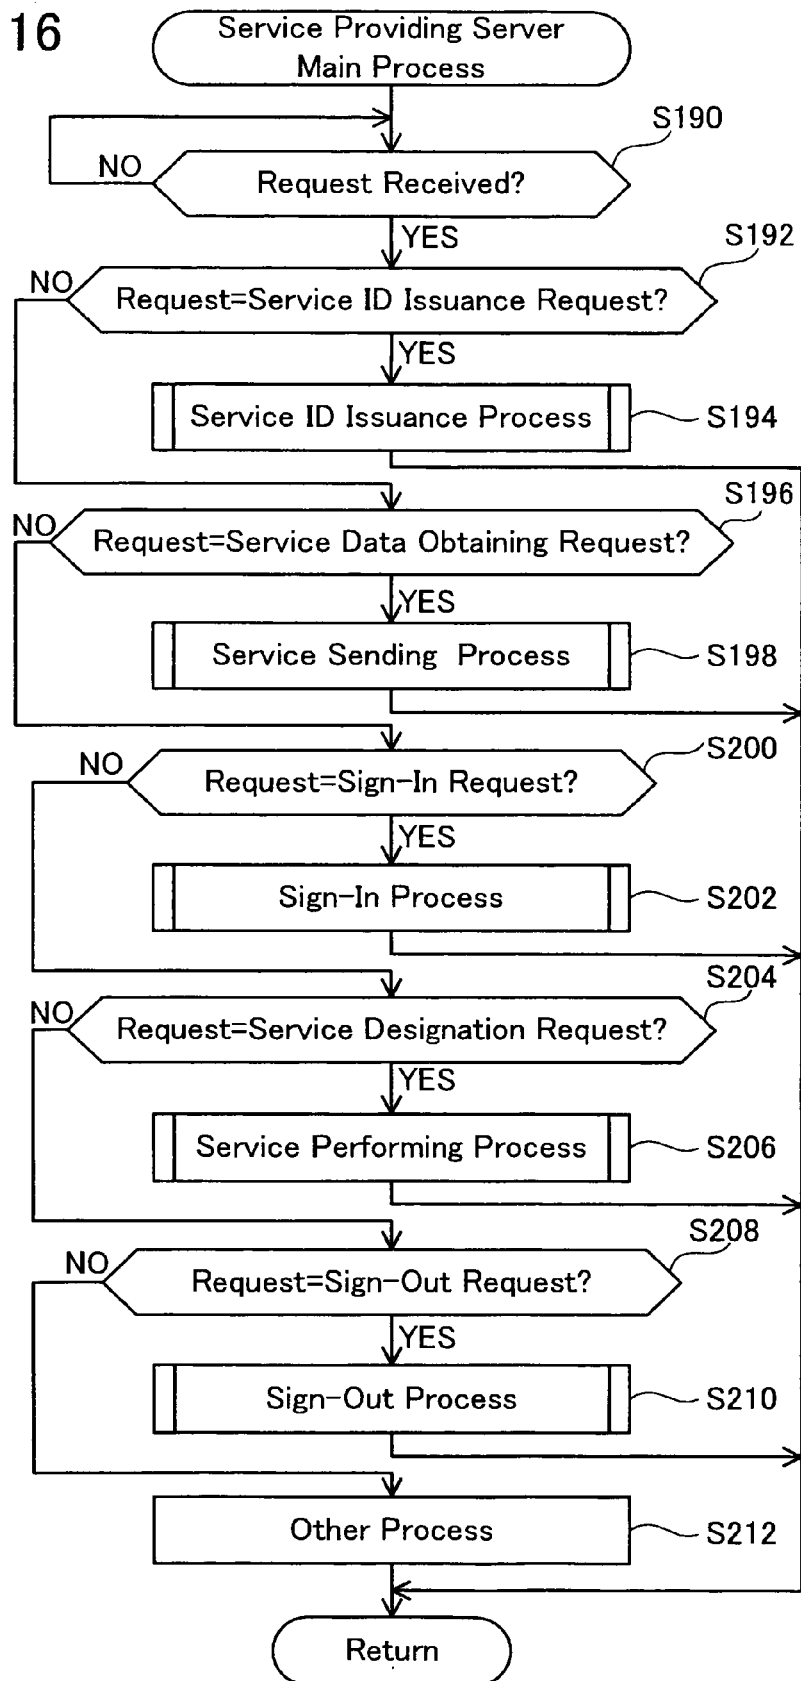 16
Service Providing Server
Main Process
S190
NO
Request Received?
YES
S192
NO
Request=Service ID Issuance Request?
YES
Service ID Issuance Process
S194
S196
NO
Request=Service Data Obtaining Request?
YES
Service Sending Process
S198
S200
NO
Request=Sign-In Request?
YES
Sign-In Process
S202
S204
NO
Request=Service Designation Request?
YES
Service Performing Process
S206
S208
NO
Request=Sign-Out Request?
YES
Sign-Out Process
S210
Other Process
S212
Return